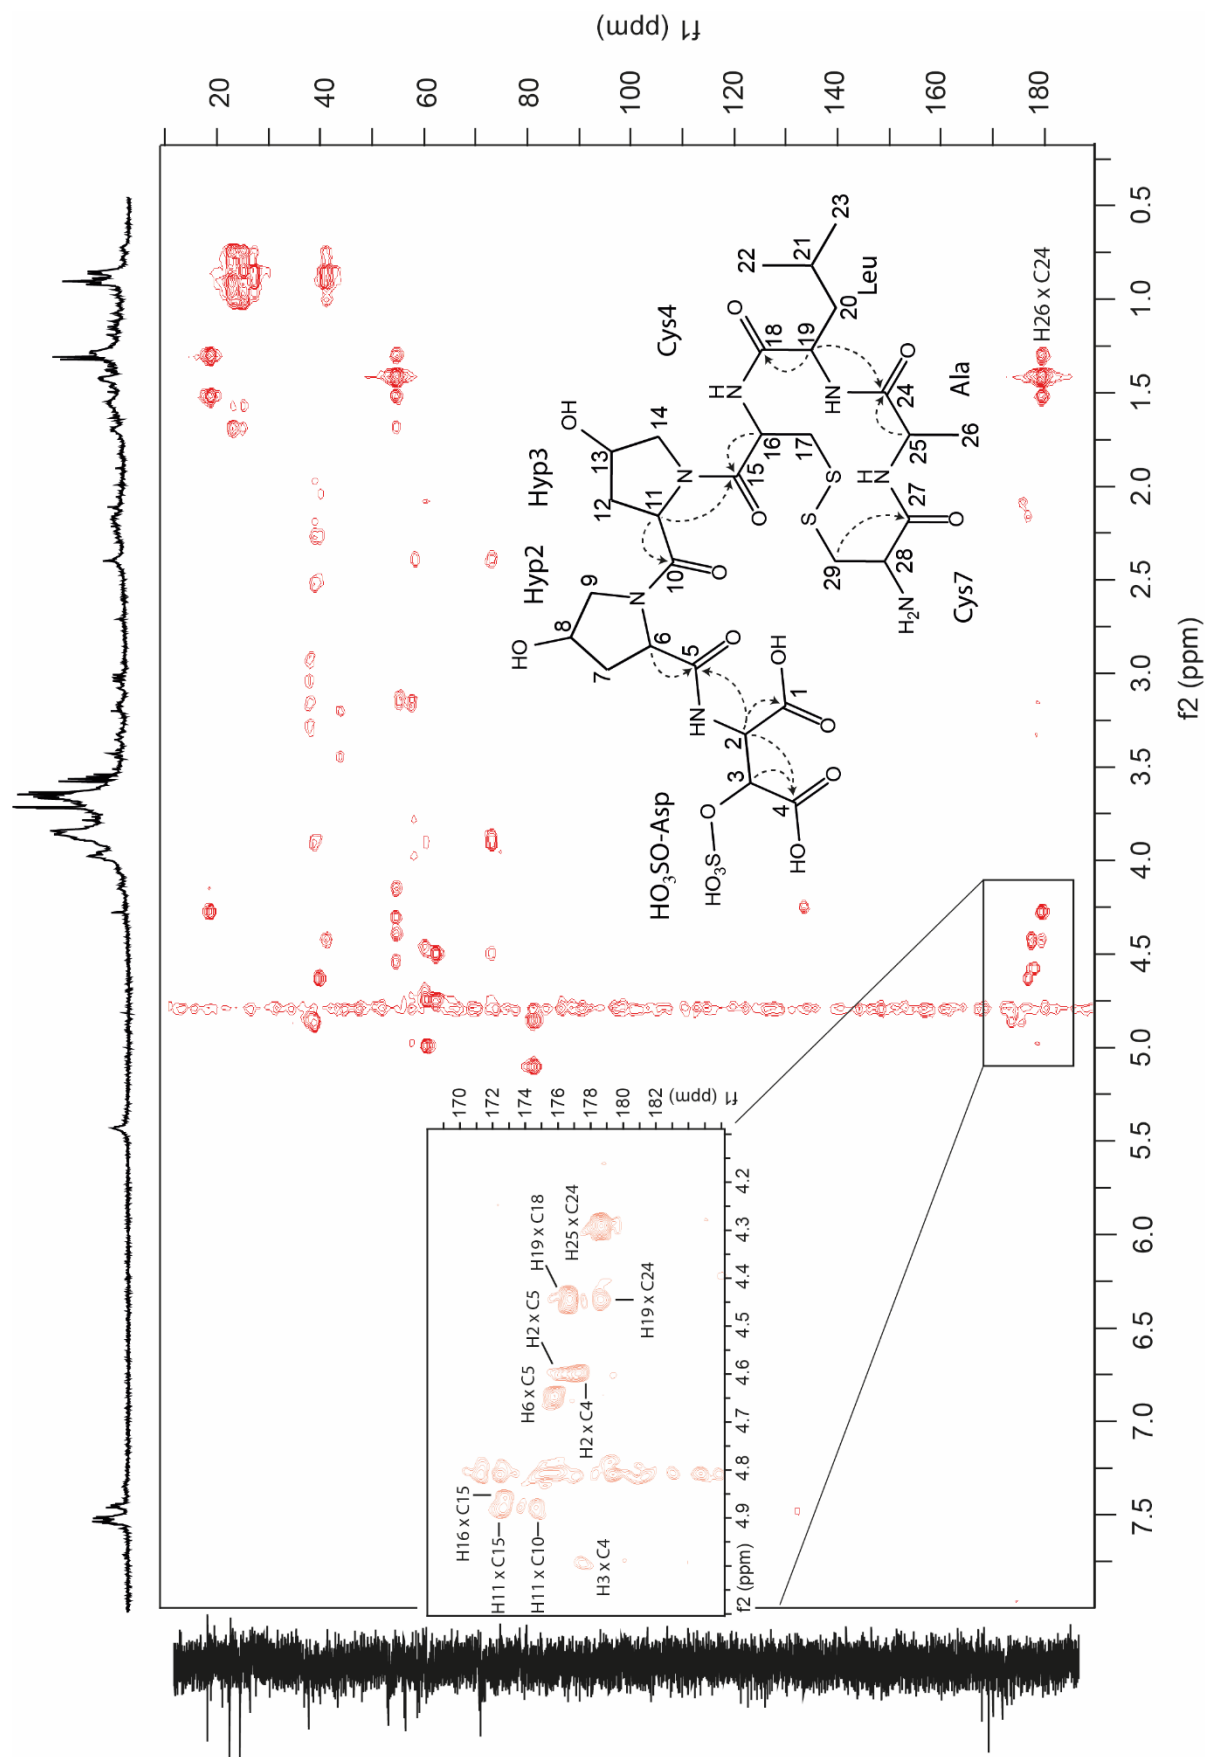 f1 (ppm)
20
40
60
80
100
120
140
160
180
0.5
1.0
1.5
2.0
2.5
3.0
3.5
4.0
4.5
5.0
5.5
6.0
6.5
7.0
7.5
f2 (ppm)
HO₃SO-Asp
Hyp2
Hyp3
Cys4
Leu
Ala
Cys7
HO₃S
O
HO
O
4
3
2
1
O
OH
HN
5
O
6
7
8
9
HO
N
10
O
11
12
13
14
OH
N
15
O
16
17
H
N
18
O
19
20
21
22
23
HN
24
O
25
26
H
N
27
O
28
29
H₂N
S
S
H26 x C24
170
172
174
176
178
180
182
f1 (ppm)
4.2
4.3
4.4
4.5
4.6
4.7
4.8
4.9
f2 (ppm)
H16 x C15
H11 x C15
H11 x C10
H3 x C4
H6 x C5
H2 x C5
H2 x C4
H19 x C18
H25 x C24
H19 x C24